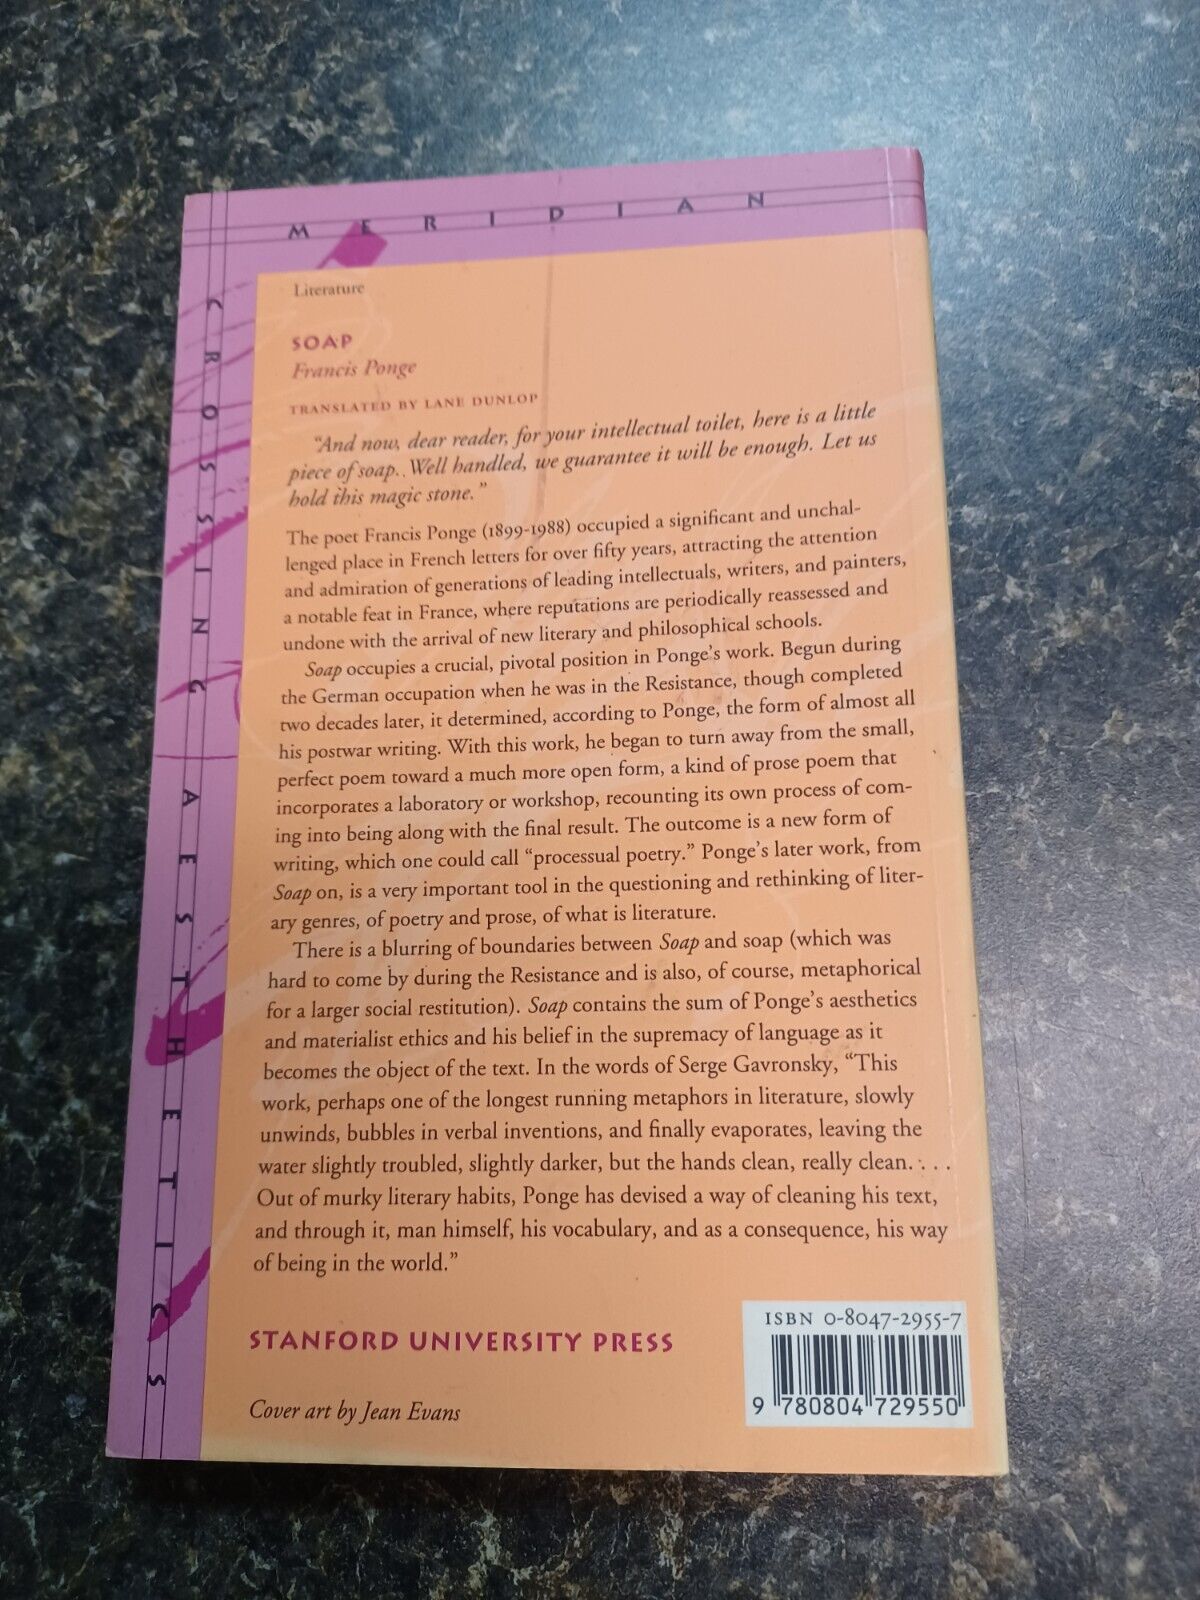 MERIDIAN
CROSSING AESTHETICS
Literature
SOAP
Francis Ponge
TRANSLATED BY LANE DUNLOP
“And now, dear reader, for your intellectual toilet, here is a little
piece of soap. Well handled, we guarantee it will be enough. Let us
hold this magic stone.”
The poet Francis Ponge (1899-1988) occupied a significant and unchal-
lenged place in French letters for over fifty years, attracting the attention
and admiration of generations of leading intellectuals, writers, and painters,
a notable feat in France, where reputations are periodically reassessed and
undone with the arrival of new literary and philosophical schools.
Soap occupies a crucial, pivotal position in Ponge’s work. Begun during
the German occupation when he was in the Resistance, though completed
two decades later, it determined, according to Ponge, the form of almost all
his postwar writing. With this work, he began to turn away from the small,
perfect poem toward a much more open form, a kind of prose poem that
incorporates a laboratory or workshop, recounting its own process of com-
ing into being along with the final result. The outcome is a new form of
writing, which one could call “processual poetry.” Ponge’s later work, from
Soap on, is a very important tool in the questioning and rethinking of liter-
ary genres, of poetry and prose, of what is literature.
There is a blurring of boundaries between Soap and soap (which was
hard to come by during the Resistance and is also, of course, metaphorical
for a larger social restitution). Soap contains the sum of Ponge’s aesthetics
and materialist ethics and his belief in the supremacy of language as it
becomes the object of the text. In the words of Serge Gavronsky, “This
work, perhaps one of the longest running metaphors in literature, slowly
unwinds, bubbles in verbal inventions, and finally evaporates, leaving the
water slightly troubled, slightly darker, but the hands clean, really clean. . . .
Out of murky literary habits, Ponge has devised a way of cleaning his text,
and through it, man himself, his vocabulary, and as a consequence, his way
of being in the world.”
STANFORD UNIVERSITY PRESS
Cover art by Jean Evans
ISBN 0-8047-2955-7
9 780804 729550